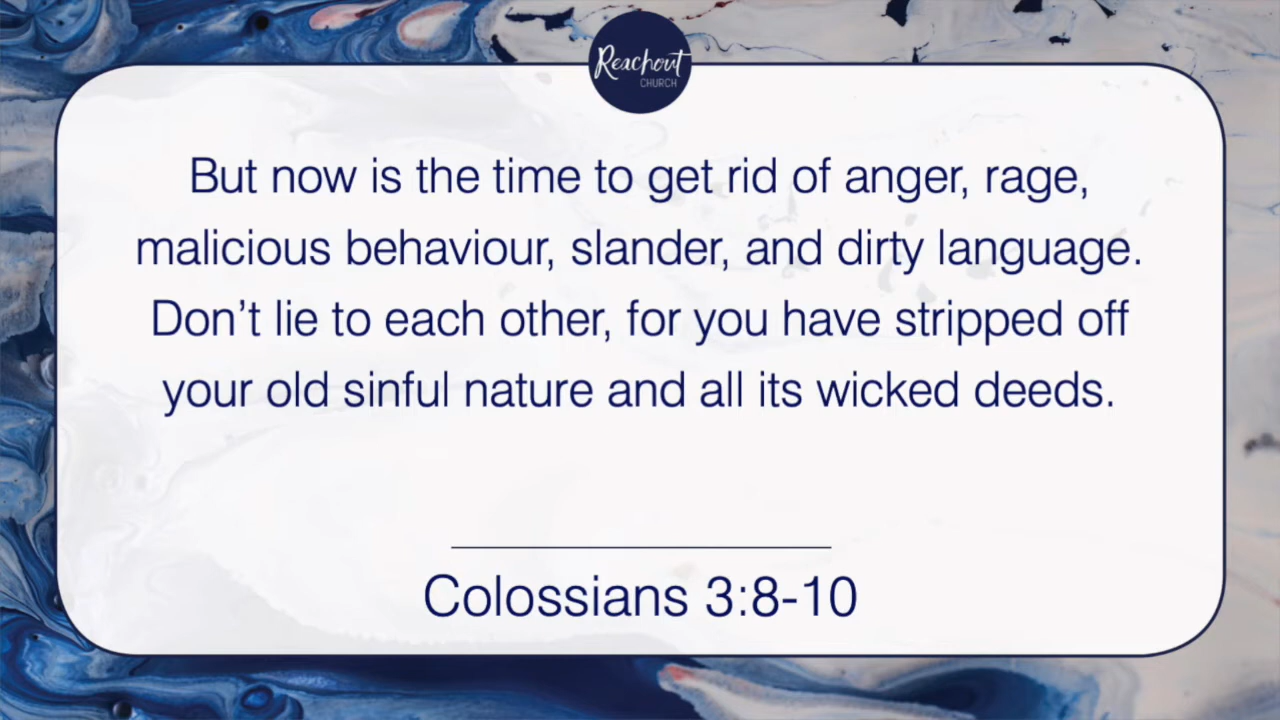 Reachout
CHURCH
But now is the time to get rid of anger, rage,
malicious behaviour, slander, and dirty language.
Don’t lie to each other, for you have stripped off
your old sinful nature and all its wicked deeds.
Colossians 3:8-10